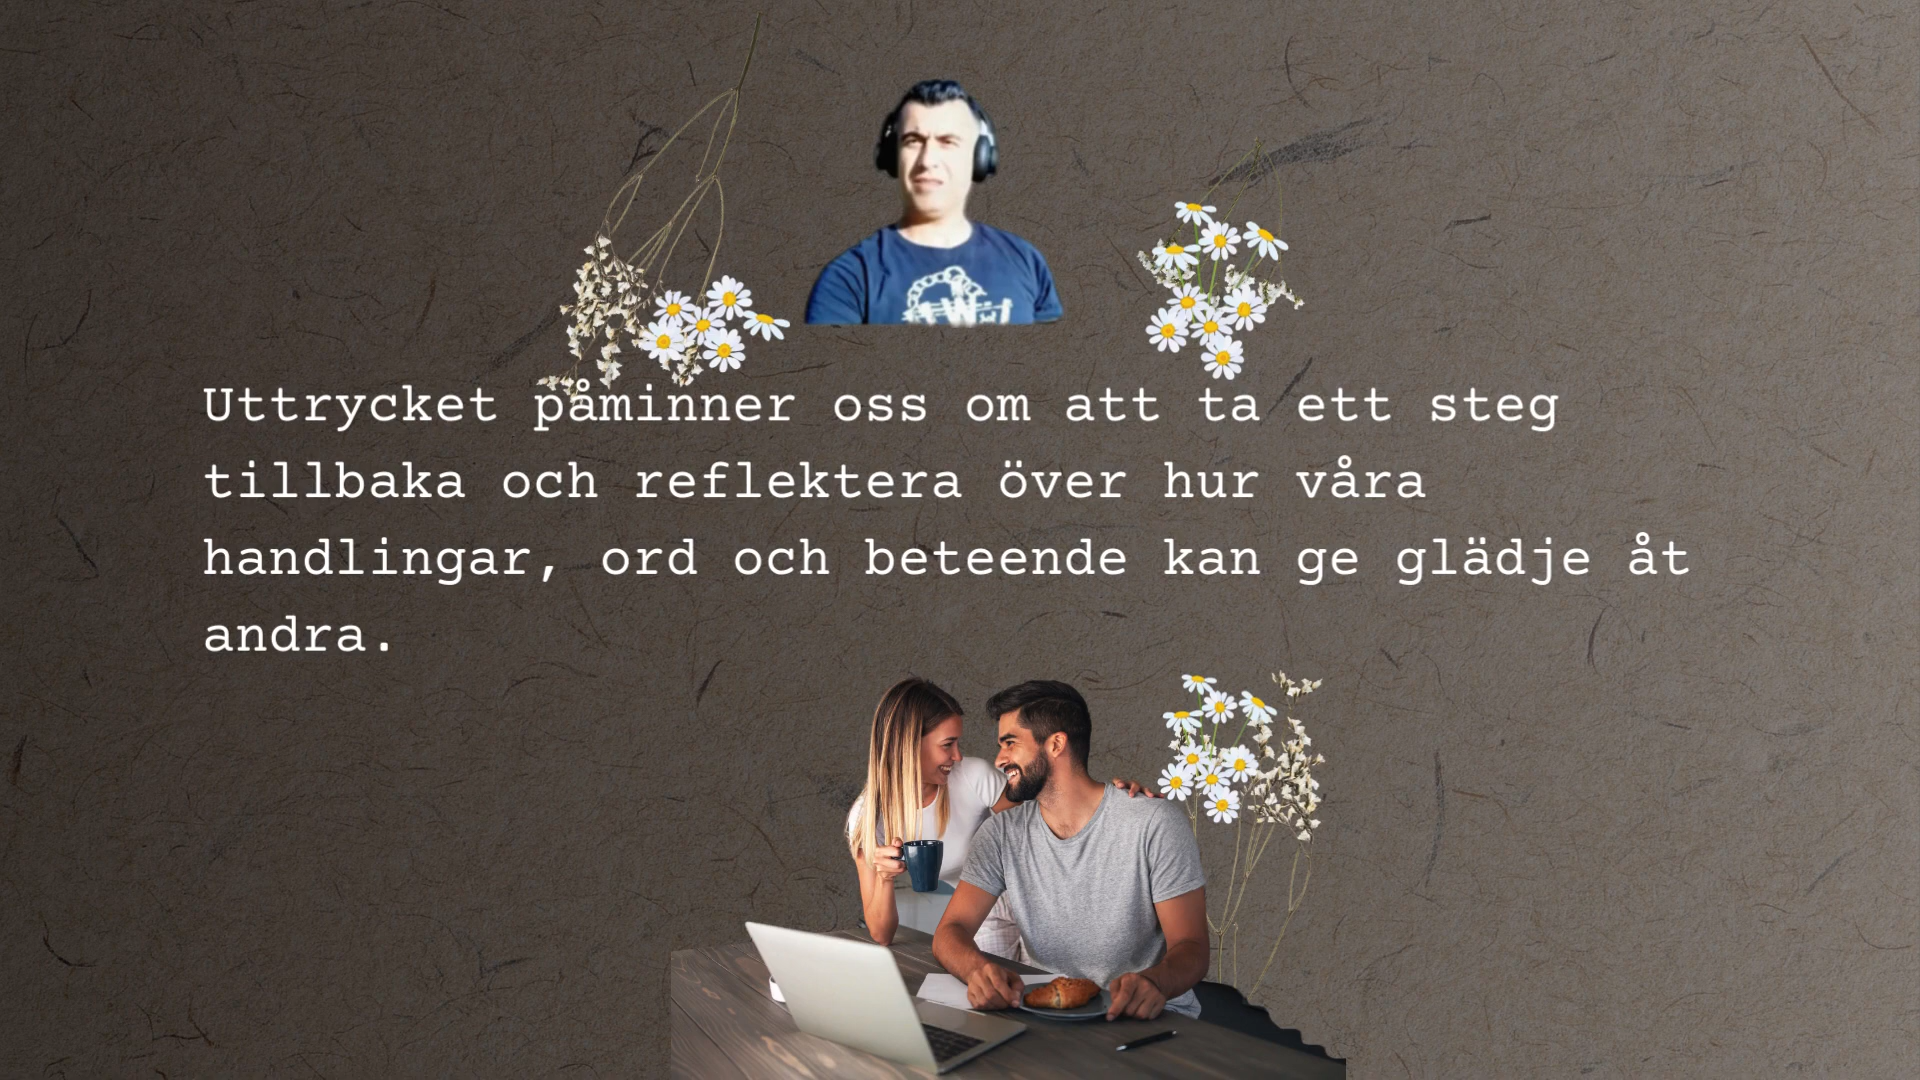 Uttrycket påminner oss om att ta ett steg
tillbaka och reflektera över hur våra
handlingar, ord och beteende kan ge glädje åt
andra.